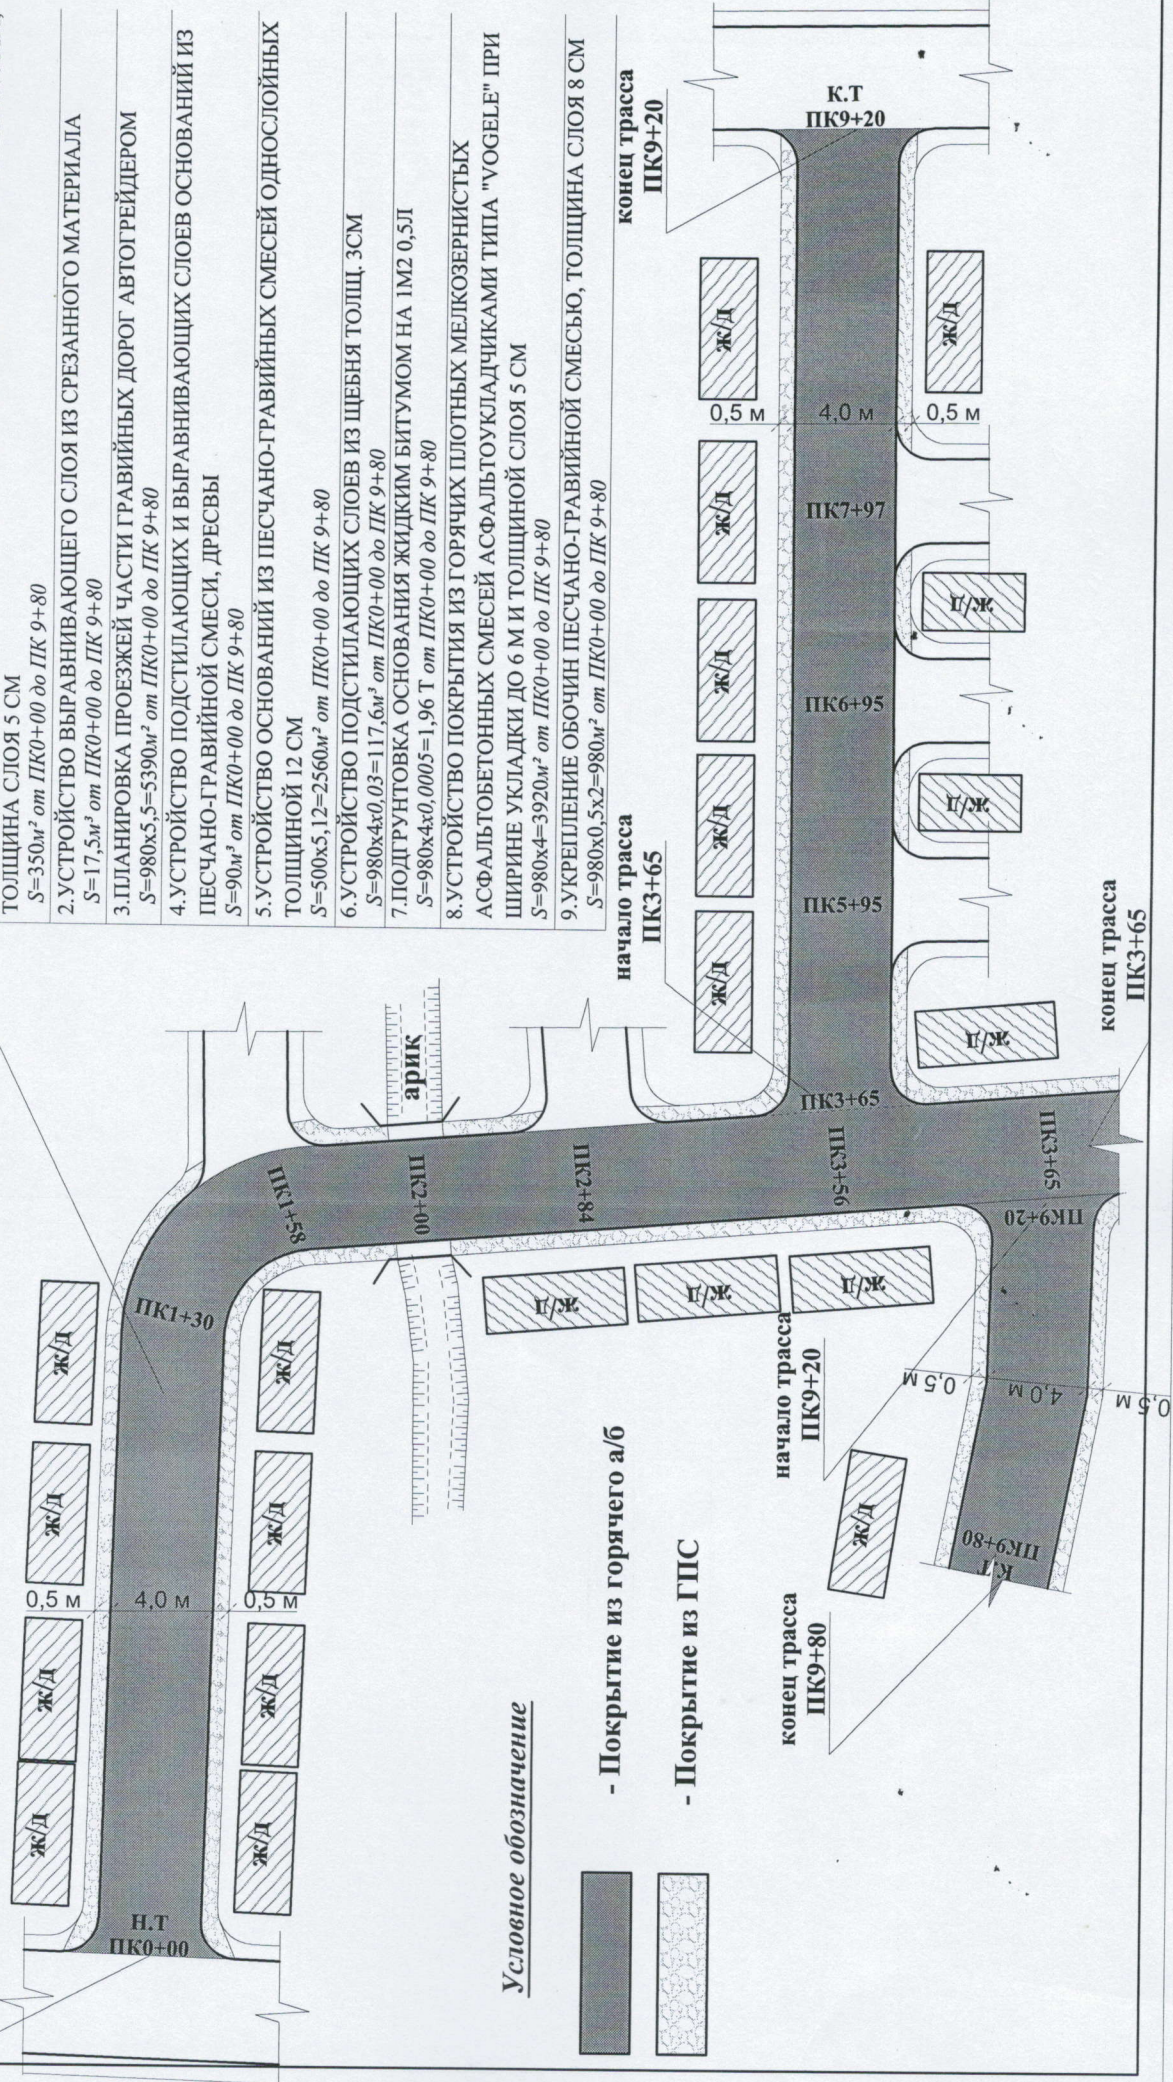 ТОЛЩИНА СЛОЯ 5 СМ
S=350м² от ПК0+00 до ПК 9+80
2.УСТРОЙСТВО ВЫРАВНИВАЮЩЕГО СЛОЯ ИЗ СРЕЗАННОГО МАТЕРИАЛА
S=17,5м³ от ПК0+00 до ПК 9+80
3.ПЛАНИРОВКА ПРОЕЗЖЕЙ ЧАСТИ ГРАВИЙНЫХ ДОРОГ АВТОГРЕЙДЕРОМ
S=980х5,5=5390м² от ПК0+00 до ПК 9+80
4.УСТРОЙСТВО ПОДСТИЛАЮЩИХ И ВЫРАВНИВАЮЩИХ СЛОЕВ ОСНОВАНИЙ ИЗ
ПЕСЧАНО-ГРАВИЙНОЙ СМЕСИ, ДРЕСВЫ
S=90м³ от ПК0+00 до ПК 9+80
5.УСТРОЙСТВО ОСНОВАНИЙ ИЗ ПЕСЧАНО-ГРАВИЙНЫХ СМЕСЕЙ ОДНОСЛОЙНЫХ
ТОЛЩИНОЙ 12 СМ
S=500х5,12=2560м² от ПК0+00 до ПК 9+80
6.УСТРОЙСТВО ПОДСТИЛАЮЩИХ СЛОЕВ ИЗ ЩЕБНЯ ТОЛЩ. 3СМ
S=980х4х0,03=117,6м³ от ПК0+00 до ПК 9+80
7.ПОДГРУНТОВКА ОСНОВАНИЯ ЖИДКИМ БИТУМОМ НА 1М2 0,5Л
S=980х4х0,0005=1,96 Т от ПК0+00 до ПК 9+80
8.УСТРОЙСТВО ПОКРЫТИЯ ИЗ ГОРЯЧИХ ПЛОТНЫХ МЕЛКОЗЕРНИСТЫХ
АСФАЛЬТОБЕТОННЫХ СМЕСЕЙ АСФАЛЬТОУКЛАДЧИКАМИ ТИПА "VOGELE" ПРИ
ШИРИНЕ УКЛАДКИ ДО 6 М И ТОЛЩИНОЙ СЛОЯ 5 СМ
S=980х4=3920м² от ПК0+00 до ПК 9+80
9.УКРЕПЛЕНИЕ ОБОЧИН ПЕСЧАНО-ГРАВИЙНОЙ СМЕСЬЮ, ТОЛЩИНА СЛОЯ 8 СМ
S=980х0,5х2=980м² от ПК0+00 до ПК 9+80
Ж/Д
Ж/Д
Ж/Д
Ж/Д
0,5 м
4,0 м
0,5 м
Н.Т
ПК0+00
ПК1+30
Ж/Д
Ж/Д
Ж/Д
Ж/Д
ПК1+58
ПК2+00
арик
ПК2+84
ПК3+56
ПК3+65
ПК3+65
Ж/Д
Ж/Д
Ж/Д
начало трасса
ПК3+65
конец трасса
ПК9+20
К.Т
ПК9+20
Ж/Д
Ж/Д
Ж/Д
Ж/Д
Ж/Д
0,5 м
4,0 м
0,5 м
ПК5+95
ПК6+95
ПК7+97
Ж/Д
Ж/Д
Ж/Д
Ж/Д
конец трасса
ПК3+65
начало трасса
ПК9+20
ПК9+20
0,5 м
4,0 м
0,5 м
Ж/Д
К.Т
ПК9+80
конец трасса
ПК9+80
Условное обозначение
- Покрытие из горячего а/б
- Покрытие из ГПС